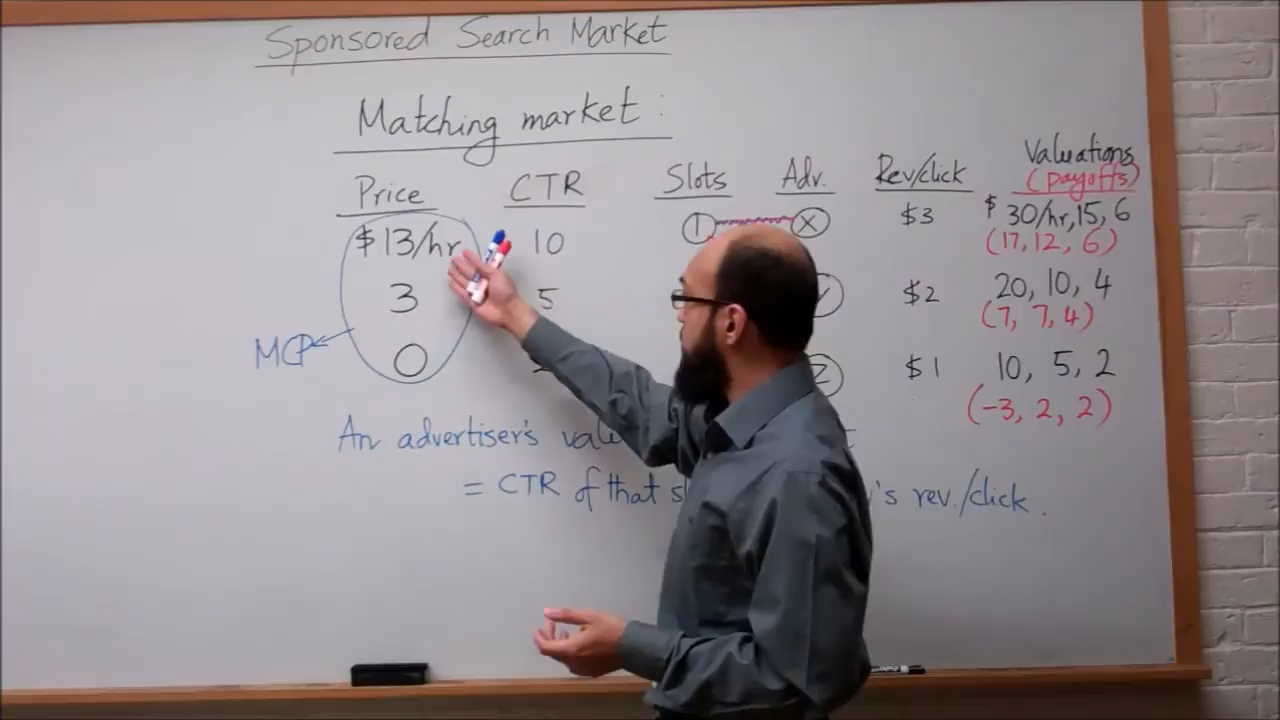 Sponsored Search Market
Matching market:
Price CTR Slots Adv. Rev/click Valuations
(payoffs)
$13/hr 10 1 X $3 $30/hr, 15, 6
(17, 12, 6)
3 5 $2 20, 10, 4
(7, 7, 4)
MCP
0 Z $1 10, 5, 2
(-3, 2, 2)
An advertiser's
= CTR of that 's rev./click.